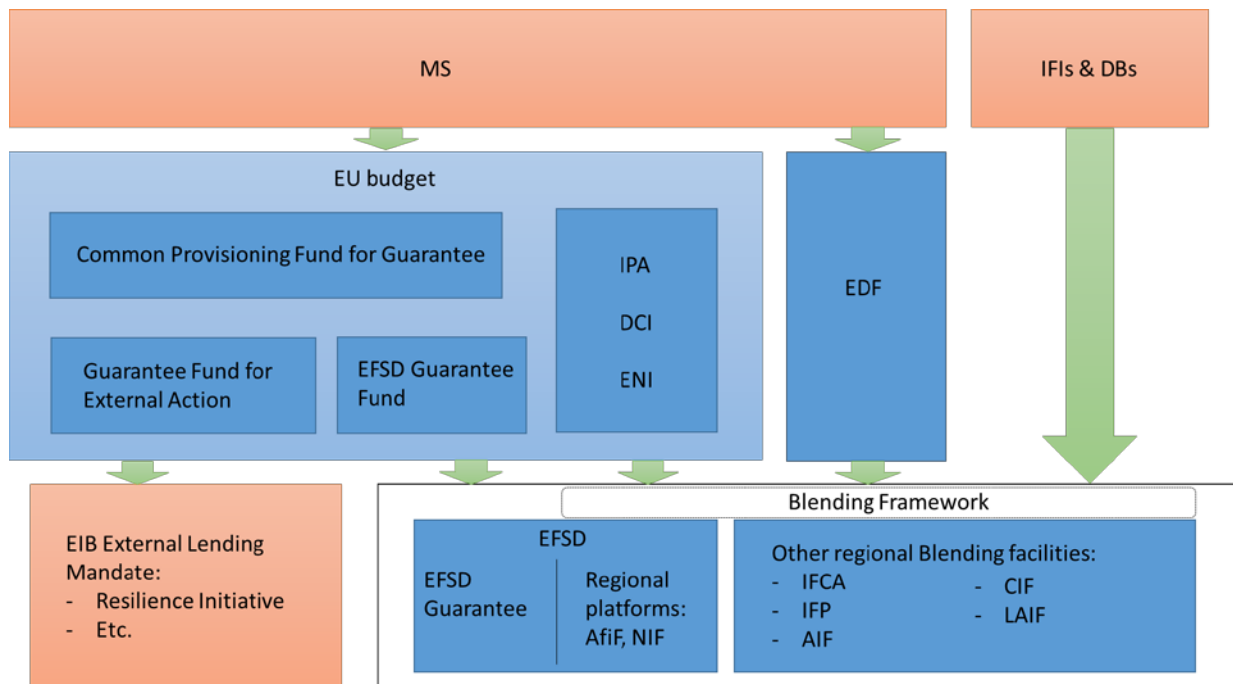 MS
IFIs & DBs
EU budget
Common Provisioning Fund for Guarantee
IPA
DCI
ENI
EDF
Guarantee Fund for
External Action
EFSD Guarantee
Fund
Blending Framework
EIB External Lending
Mandate:
- Resilience Initiative
- Etc.
EFSD
EFSD
Guarantee
Regional
platforms:
AfiF, NIF
Other regional Blending facilities:
- IFCA
- IFP
- AIF
- CIF
- LAIF